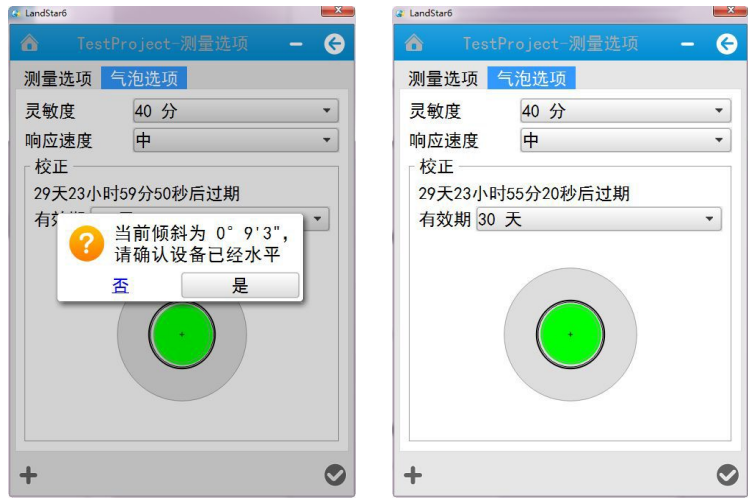 LandStar6
TestProject-测量选项
测量选项 气泡选项
灵敏度 40 分
响应速度 中
校正
29天23小时59分50秒后过期
当前倾斜为 0° 9'3",
请确认设备已经水平
否 是
LandStar6
TestProject-测量选项
测量选项 气泡选项
灵敏度 40 分
响应速度 中
校正
29天23小时55分20秒后过期
有效期 30 天